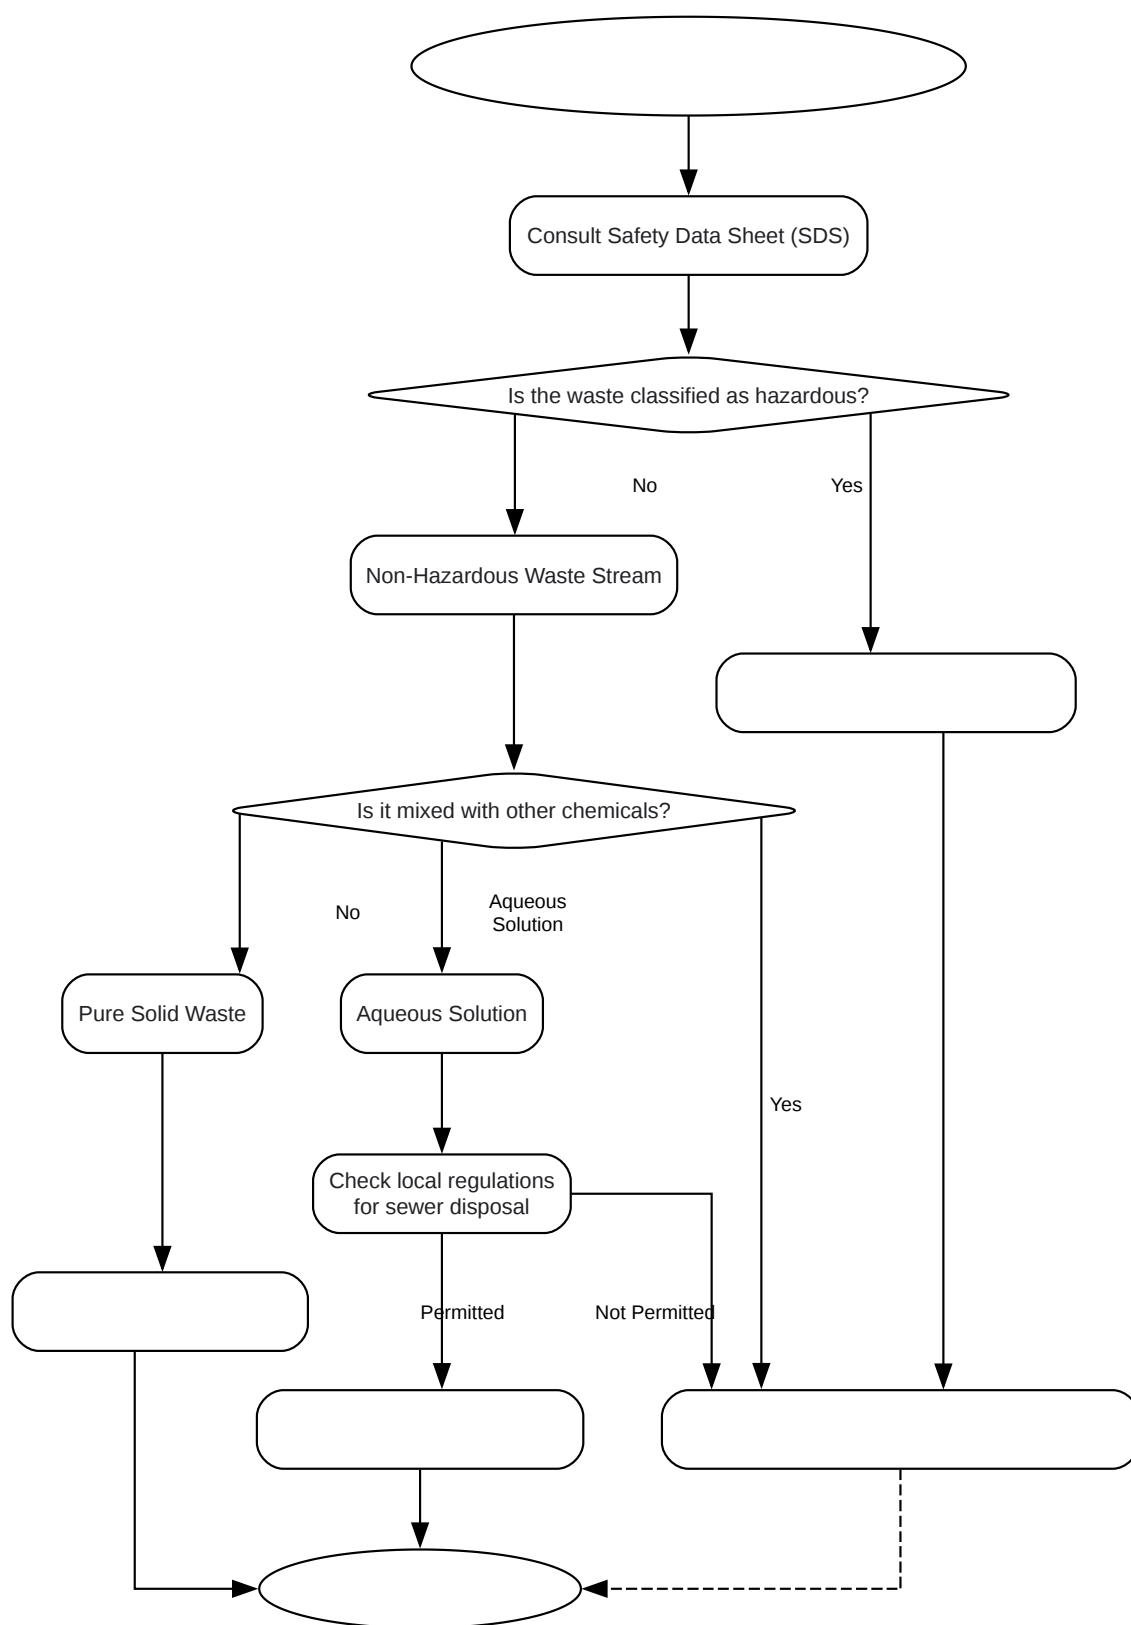 Consult Safety Data Sheet (SDS)
Is the waste classified as hazardous?
No
Yes
Non-Hazardous Waste Stream
Is it mixed with other chemicals?
No
Aqueous
Solution
Pure Solid Waste
Aqueous Solution
Yes
Check local regulations
for sewer disposal
Permitted
Not Permitted